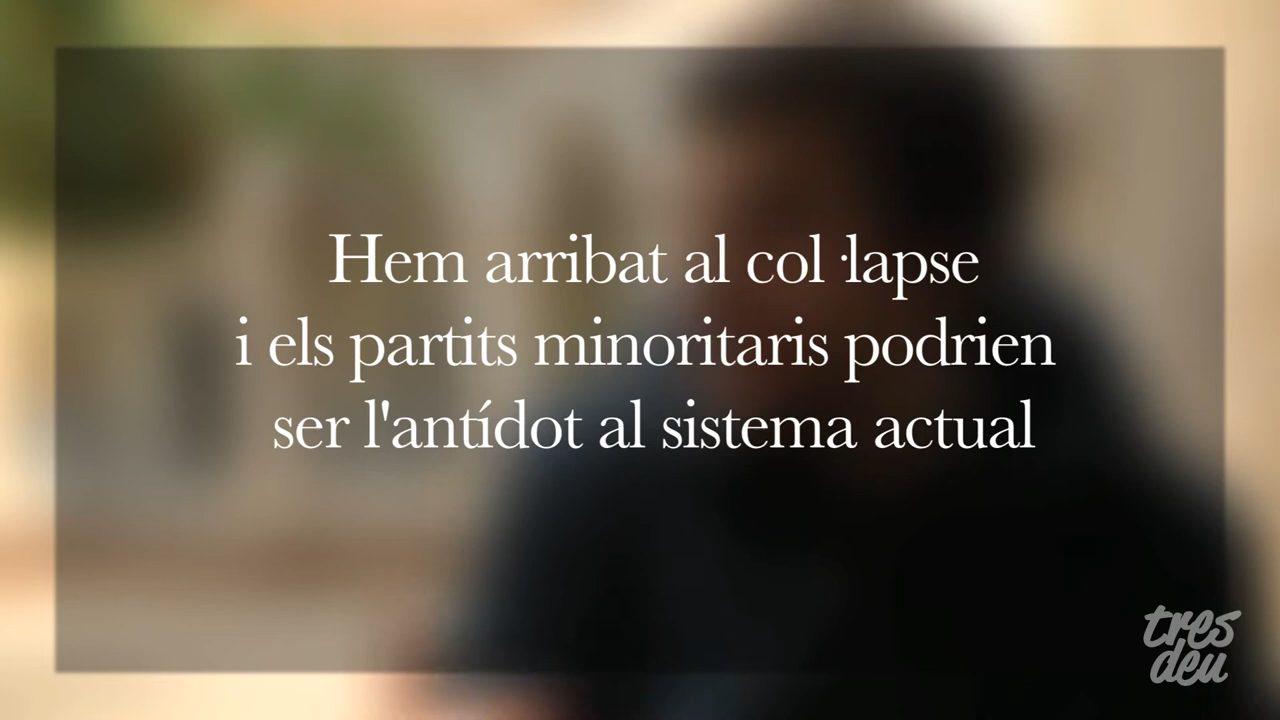 Hem arribat al col·lapse
i els partits minoritaris podrien
ser l'antídot al sistema actual
tres
deu